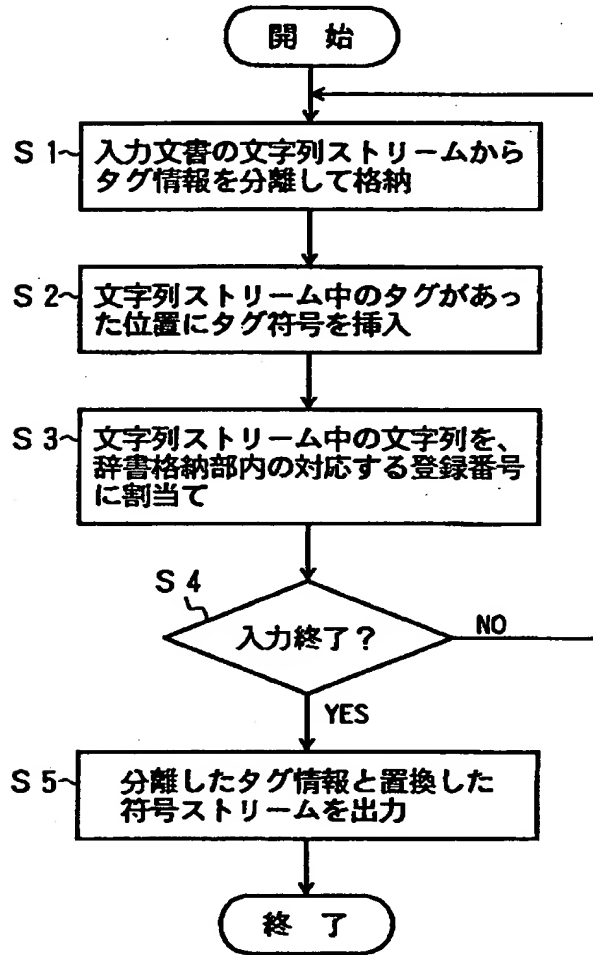 開 始
S1 入力文書の文字列ストリームから
タグ情報を分離して格納
S2 文字列ストリーム中のタグがあっ
た位置にタグ符号を挿入
S3 文字列ストリーム中の文字列を、
辞書格納部内の対応する登録番号
に割当て
S4
入力終了？
NO
YES
S5 分離したタグ情報と置換した
符号ストリームを出力
終 了